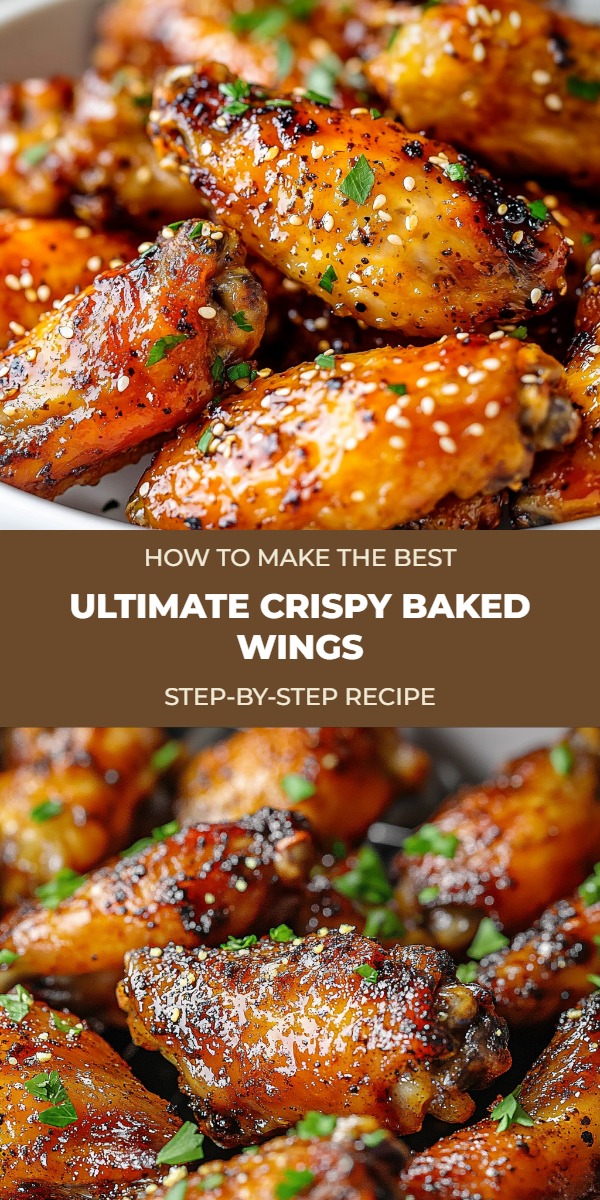 HOW TO MAKE THE BEST
ULTIMATE CRISPY BAKED
WINGS
STEP-BY-STEP RECIPE